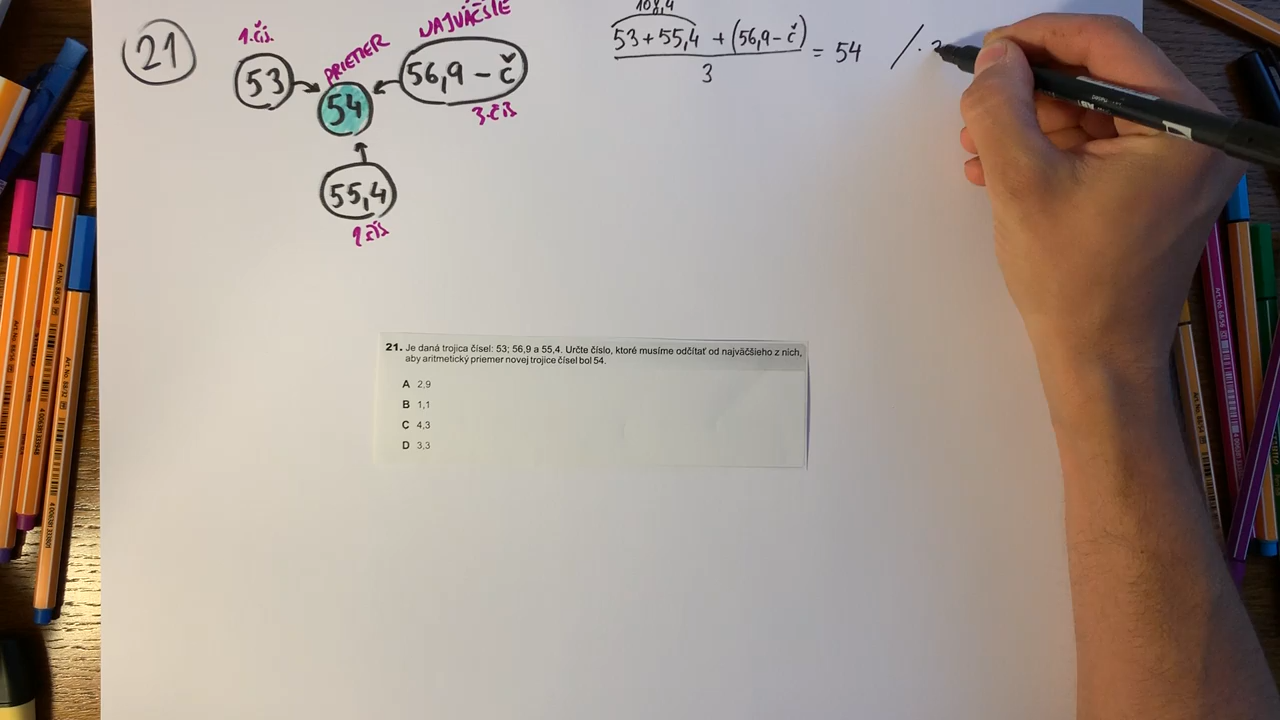 21
1.čís.
53
PRIEMER
54
NAJVÄČŠIE
56,9 - č
3.čís
55,4
2.čís
108,4
53 + 55,4 + (56,9 - č)
3
= 54 / .
21. Je daná trojica čísel: 53; 56,9 a 55,4. Určte číslo, ktoré musíme odčítať od najväčšieho z nich,
aby aritmetický priemer novej trojice čísel bol 54.
A 2,9
B 1,1
C 4,3
D 3,3